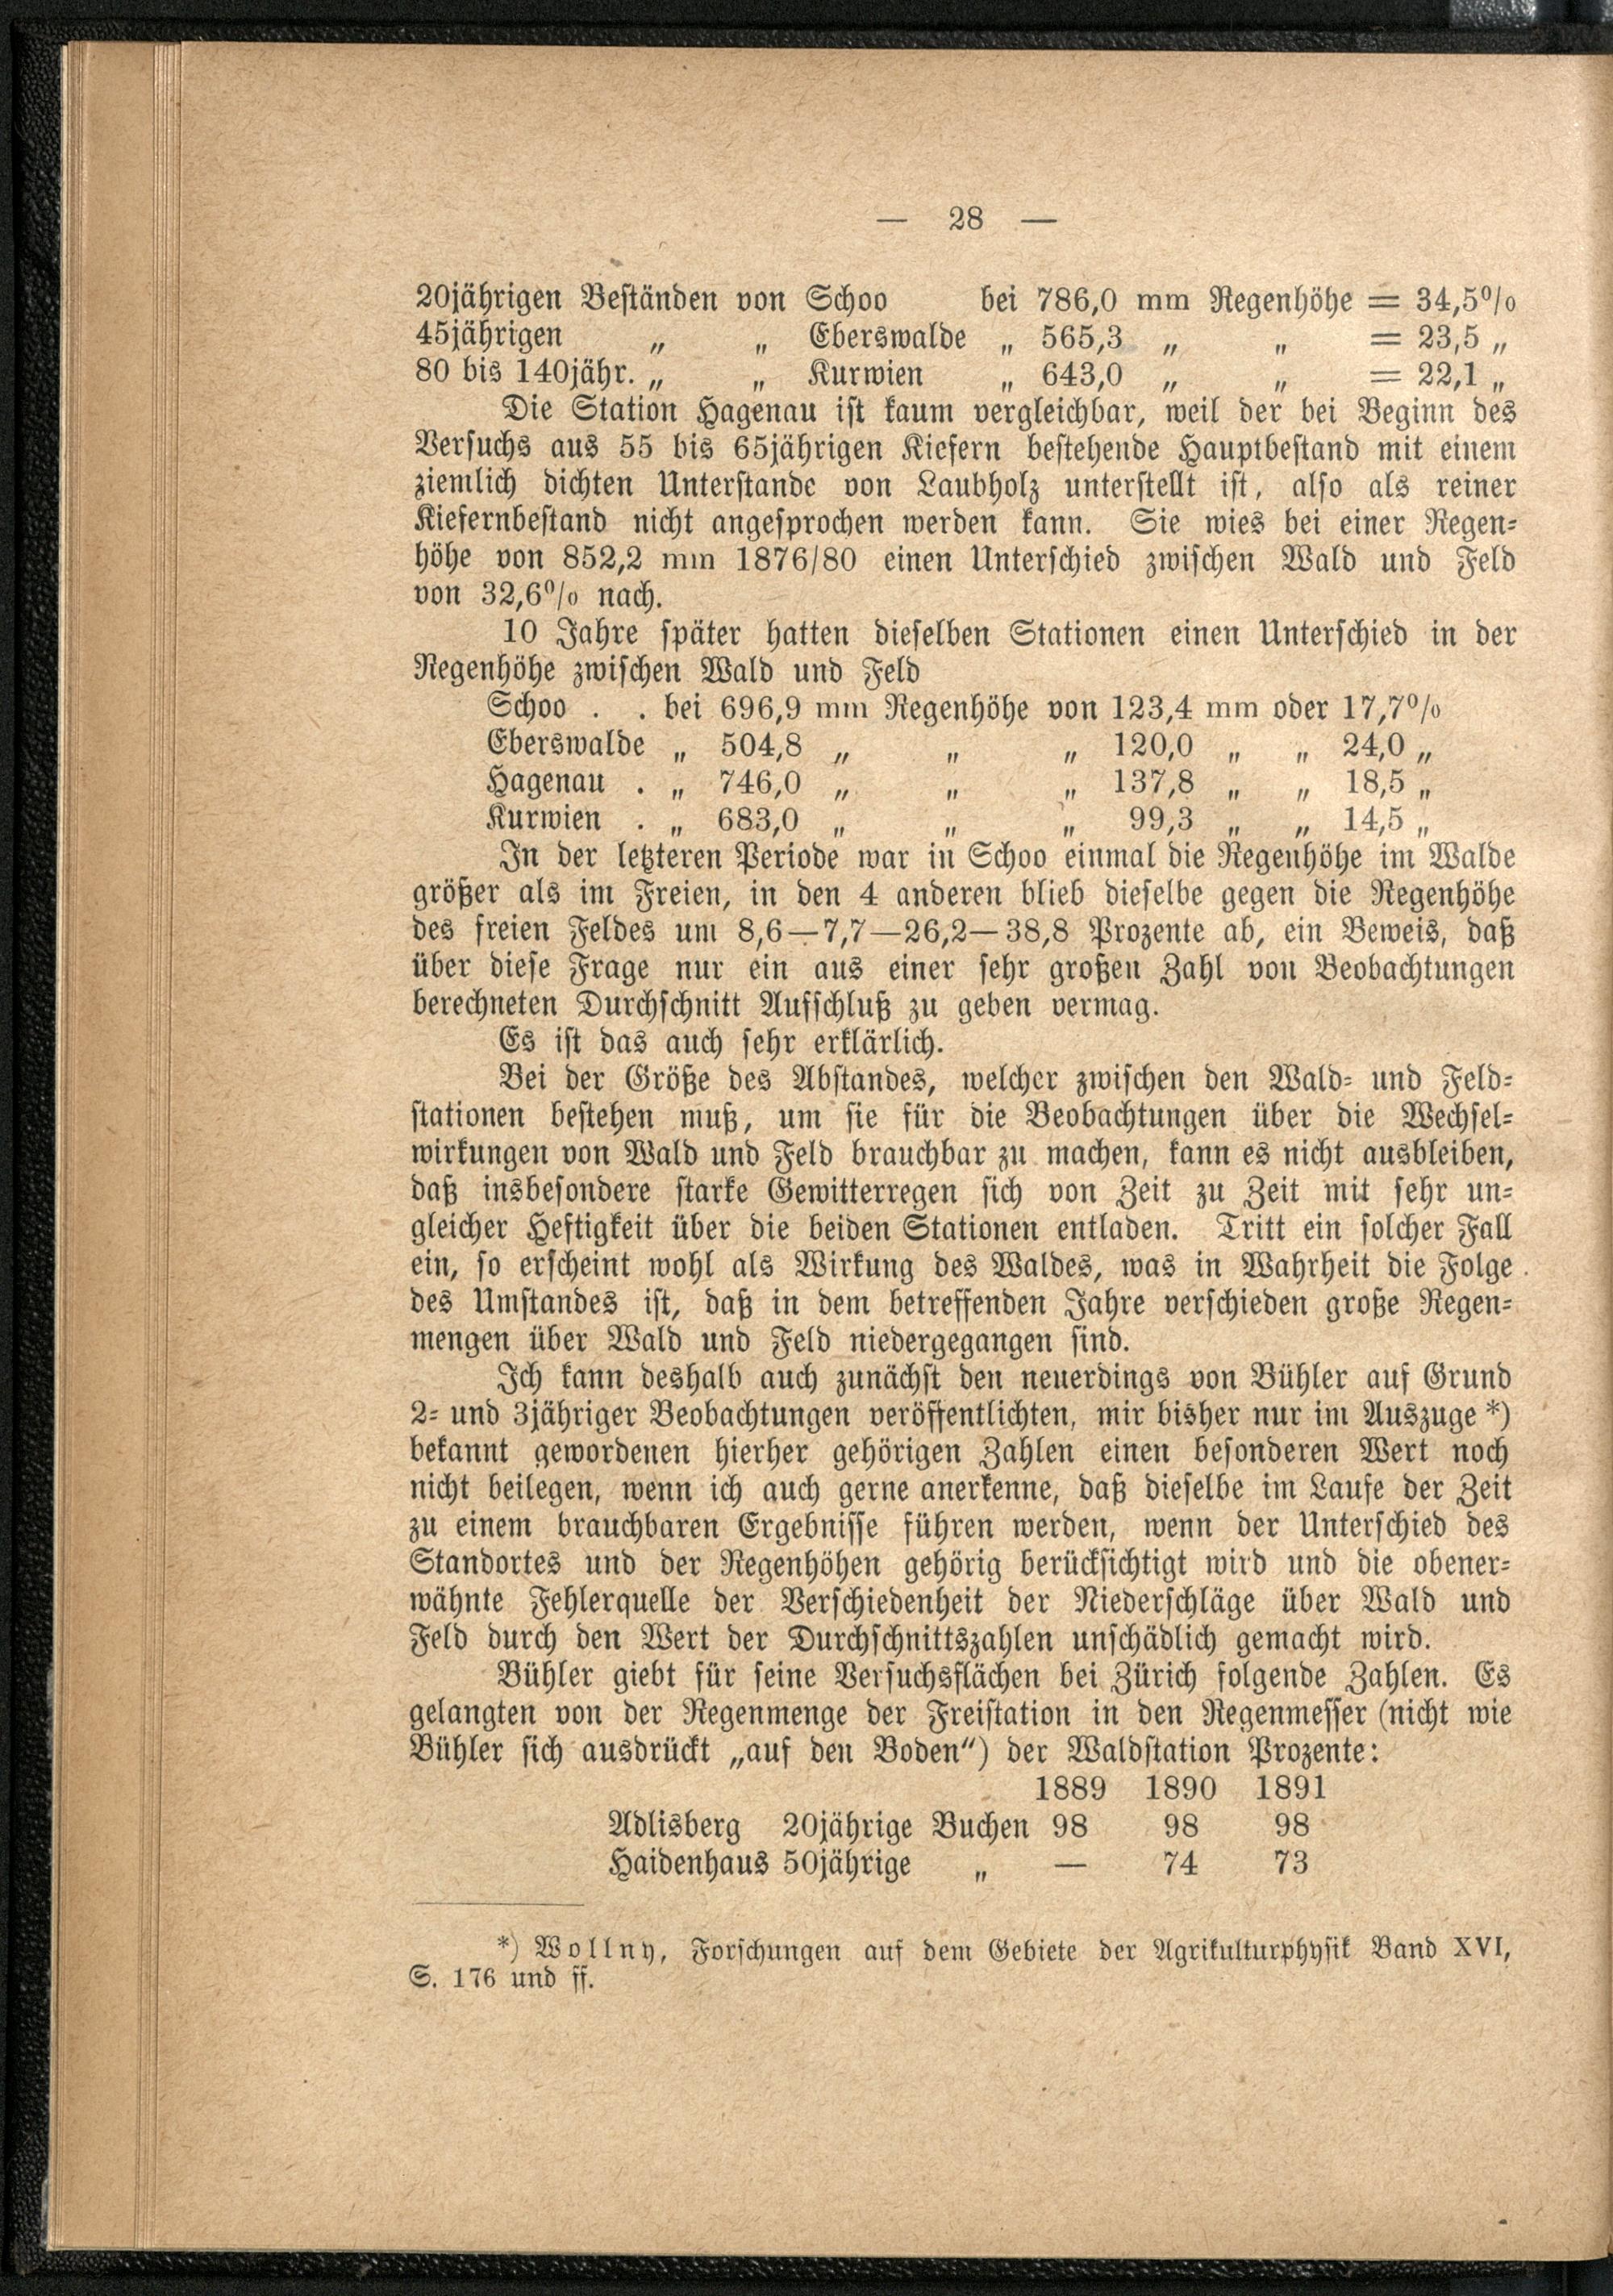 — 28 —
20jährigen Beständen von Schoo bei 786,0 mm Regenhöhe = 34,5%
45jährigen „ „ Eberswalde „ 565,3 „ „ = 23,5 „
80 bis 140jähr. „ „ Kurwien „ 643,0 „ „ = 22,1 „
Die Station Hagenau ist kaum vergleichbar, weil der bei Beginn des
Versuchs aus 55 bis 65jährigen Kiefern bestehende Hauptbestand mit einem
ziemlich dichten Unterstande von Laubholz unterstellt ist, also als reiner
Kiefernbestand nicht angesprochen werden kann. Sie wies bei einer Regen-
höhe von 852,2 mm 1876/80 einen Unterschied zwischen Wald und Feld
von 32,6% nach.
10 Jahre später hatten dieselben Stationen einen Unterschied in der
Regenhöhe zwischen Wald und Feld
Schoo . . bei 696,9 mm Regenhöhe von 123,4 mm oder 17,7%
Eberswalde „ 504,8 „ „ „ 120,0 „ „ 24,0 „
Hagenau . „ 746,0 „ „ „ 137,8 „ „ 18,5 „
Kurwien . „ 683,0 „ „ „ 99,3 „ „ 14,5 „
In der letzteren Periode war in Schoo einmal die Regenhöhe im Walde
größer als im Freien, in den 4 anderen blieb dieselbe gegen die Regenhöhe
des freien Feldes um 8,6—7,7—26,2—38,8 Prozente ab, ein Beweis, daß
über diese Frage nur ein aus einer sehr großen Zahl von Beobachtungen
berechneten Durchschnitt Aufschluß zu geben vermag.
Es ist das auch sehr erklärlich.
Bei der Größe des Abstandes, welcher zwischen den Wald- und Feld-
stationen bestehen muß, um sie für die Beobachtungen über die Wechsel-
wirkungen von Wald und Feld brauchbar zu machen, kann es nicht ausbleiben,
daß insbesondere starke Gewitterregen sich von Zeit zu Zeit mit sehr un-
gleicher Heftigkeit über die beiden Stationen entladen. Tritt ein solcher Fall
ein, so erscheint wohl als Wirkung des Waldes, was in Wahrheit die Folge
des Umstandes ist, daß in dem betreffenden Jahre verschieden große Regen-
mengen über Wald und Feld niedergegangen sind.
Ich kann deshalb auch zunächst den neuerdings von Bühler auf Grund
2- und 3jähriger Beobachtungen veröffentlichten, mir bisher nur im Auszuge *)
bekannt gewordenen hierher gehörigen Zahlen einen besonderen Wert noch
nicht beilegen, wenn ich auch gerne anerkenne, daß dieselbe im Laufe der Zeit
zu einem brauchbaren Ergebnisse führen werden, wenn der Unterschied des
Standortes und der Regenhöhen gehörig berücksichtigt wird und die obener-
wähnte Fehlerquelle der Verschiedenheit der Niederschläge über Wald und
Feld durch den Wert der Durchschnittszahlen unschädlich gemacht wird.
Bühler giebt für seine Versuchsflächen bei Zürich folgende Zahlen. Es
gelangten von der Regenmenge der Freistation in den Regenmesser (nicht wie
Bühler sich ausdrückt „auf den Boden“) der Waldstation Prozente:
1889 1890 1891
Adlisberg 20jährige Buchen 98 98 98
Haidenhaus 50jährige „ — 74 73
*) Wollny, Forschungen auf dem Gebiete der Agrikulturphysik Band XVI,
S. 176 und ff.